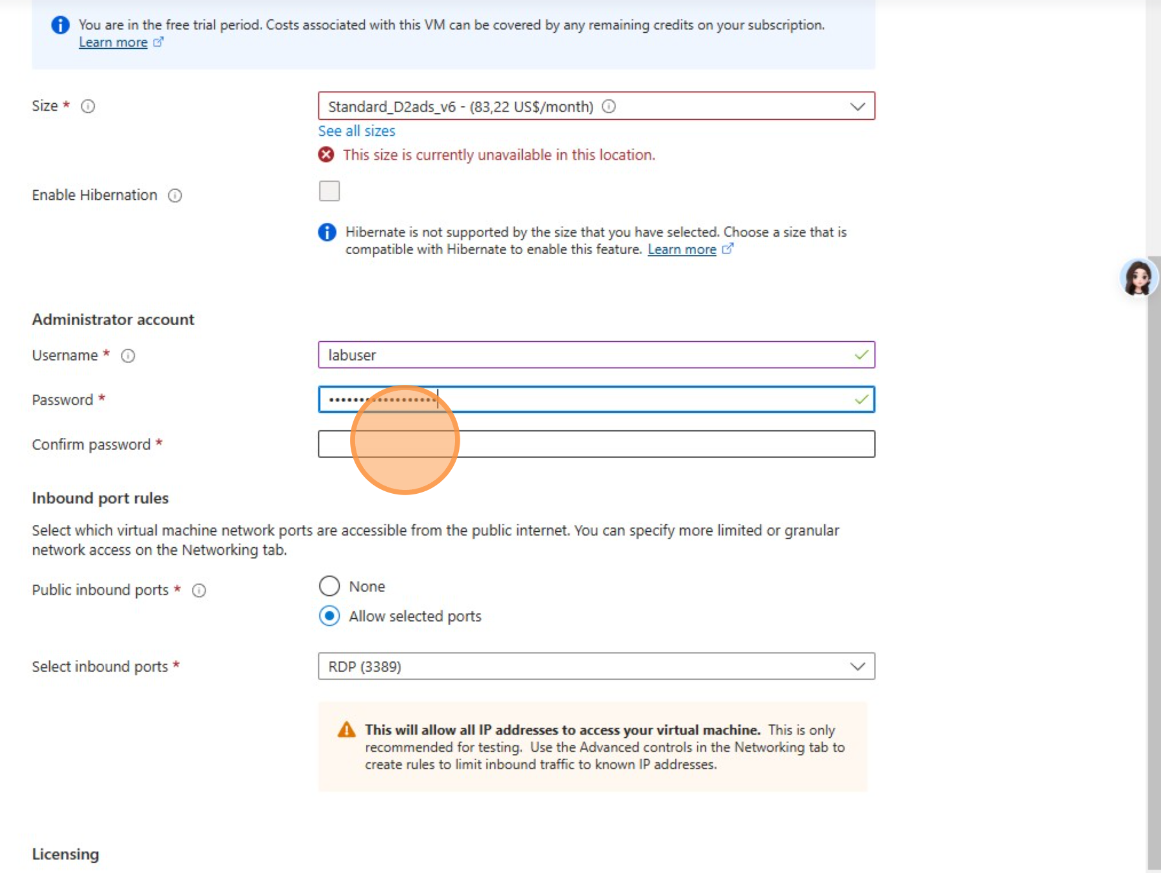 You are in the free trial period. Costs associated with this VM can be covered by any remaining credits on your subscription.
Learn more
Size *
Standard_D2ads_v6 - (83,22 US$/month)
See all sizes
This size is currently unavailable in this location.
Enable Hibernation
Hibernate is not supported by the size that you have selected. Choose a size that is
compatible with Hibernate to enable this feature. Learn more
Administrator account
Username *
labuser
Password *
••••••••••••••••••
Confirm password *
Inbound port rules
Select which virtual machine network ports are accessible from the public internet. You can specify more limited or granular
network access on the Networking tab.
Public inbound ports *
None
Allow selected ports
Select inbound ports *
RDP (3389)
This will allow all IP addresses to access your virtual machine. This is only
recommended for testing. Use the Advanced controls in the Networking tab to
create rules to limit inbound traffic to known IP addresses.
Licensing